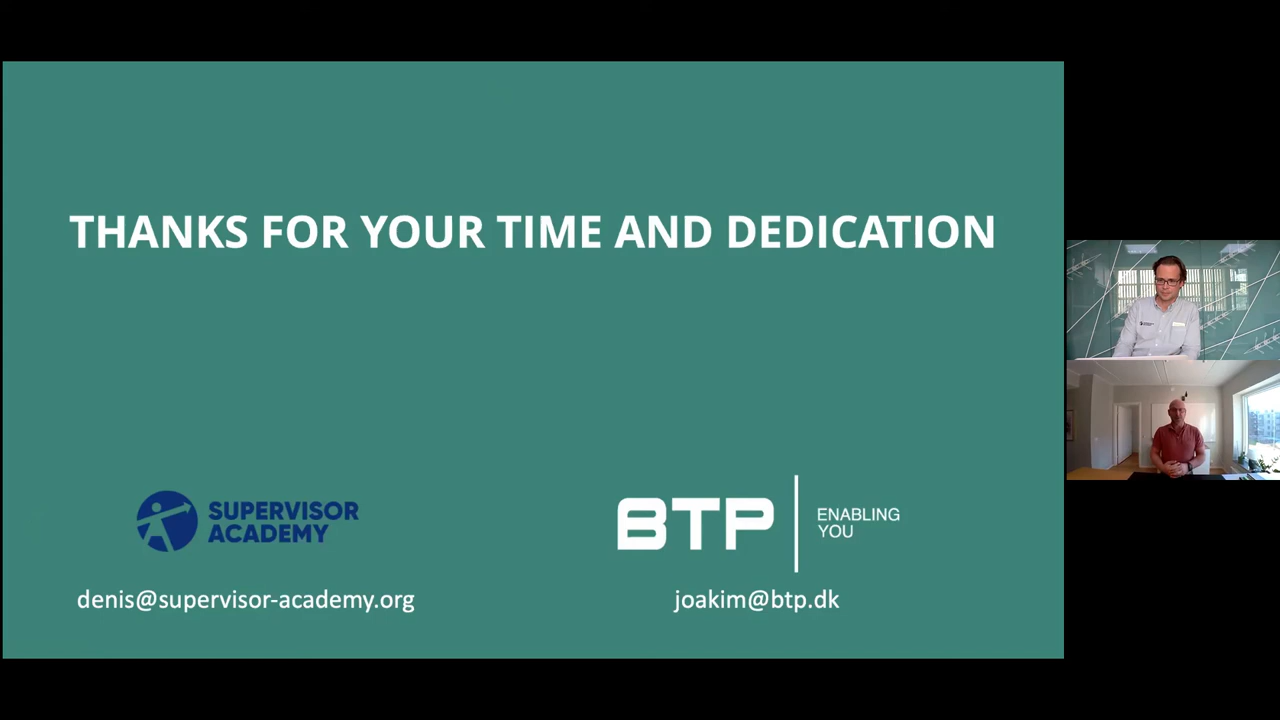 THANKS FOR YOUR TIME AND DEDICATION
SUPERVISOR
ACADEMY
denis@supervisor-academy.org
BTP
ENABLING
YOU
joakim@btp.dk